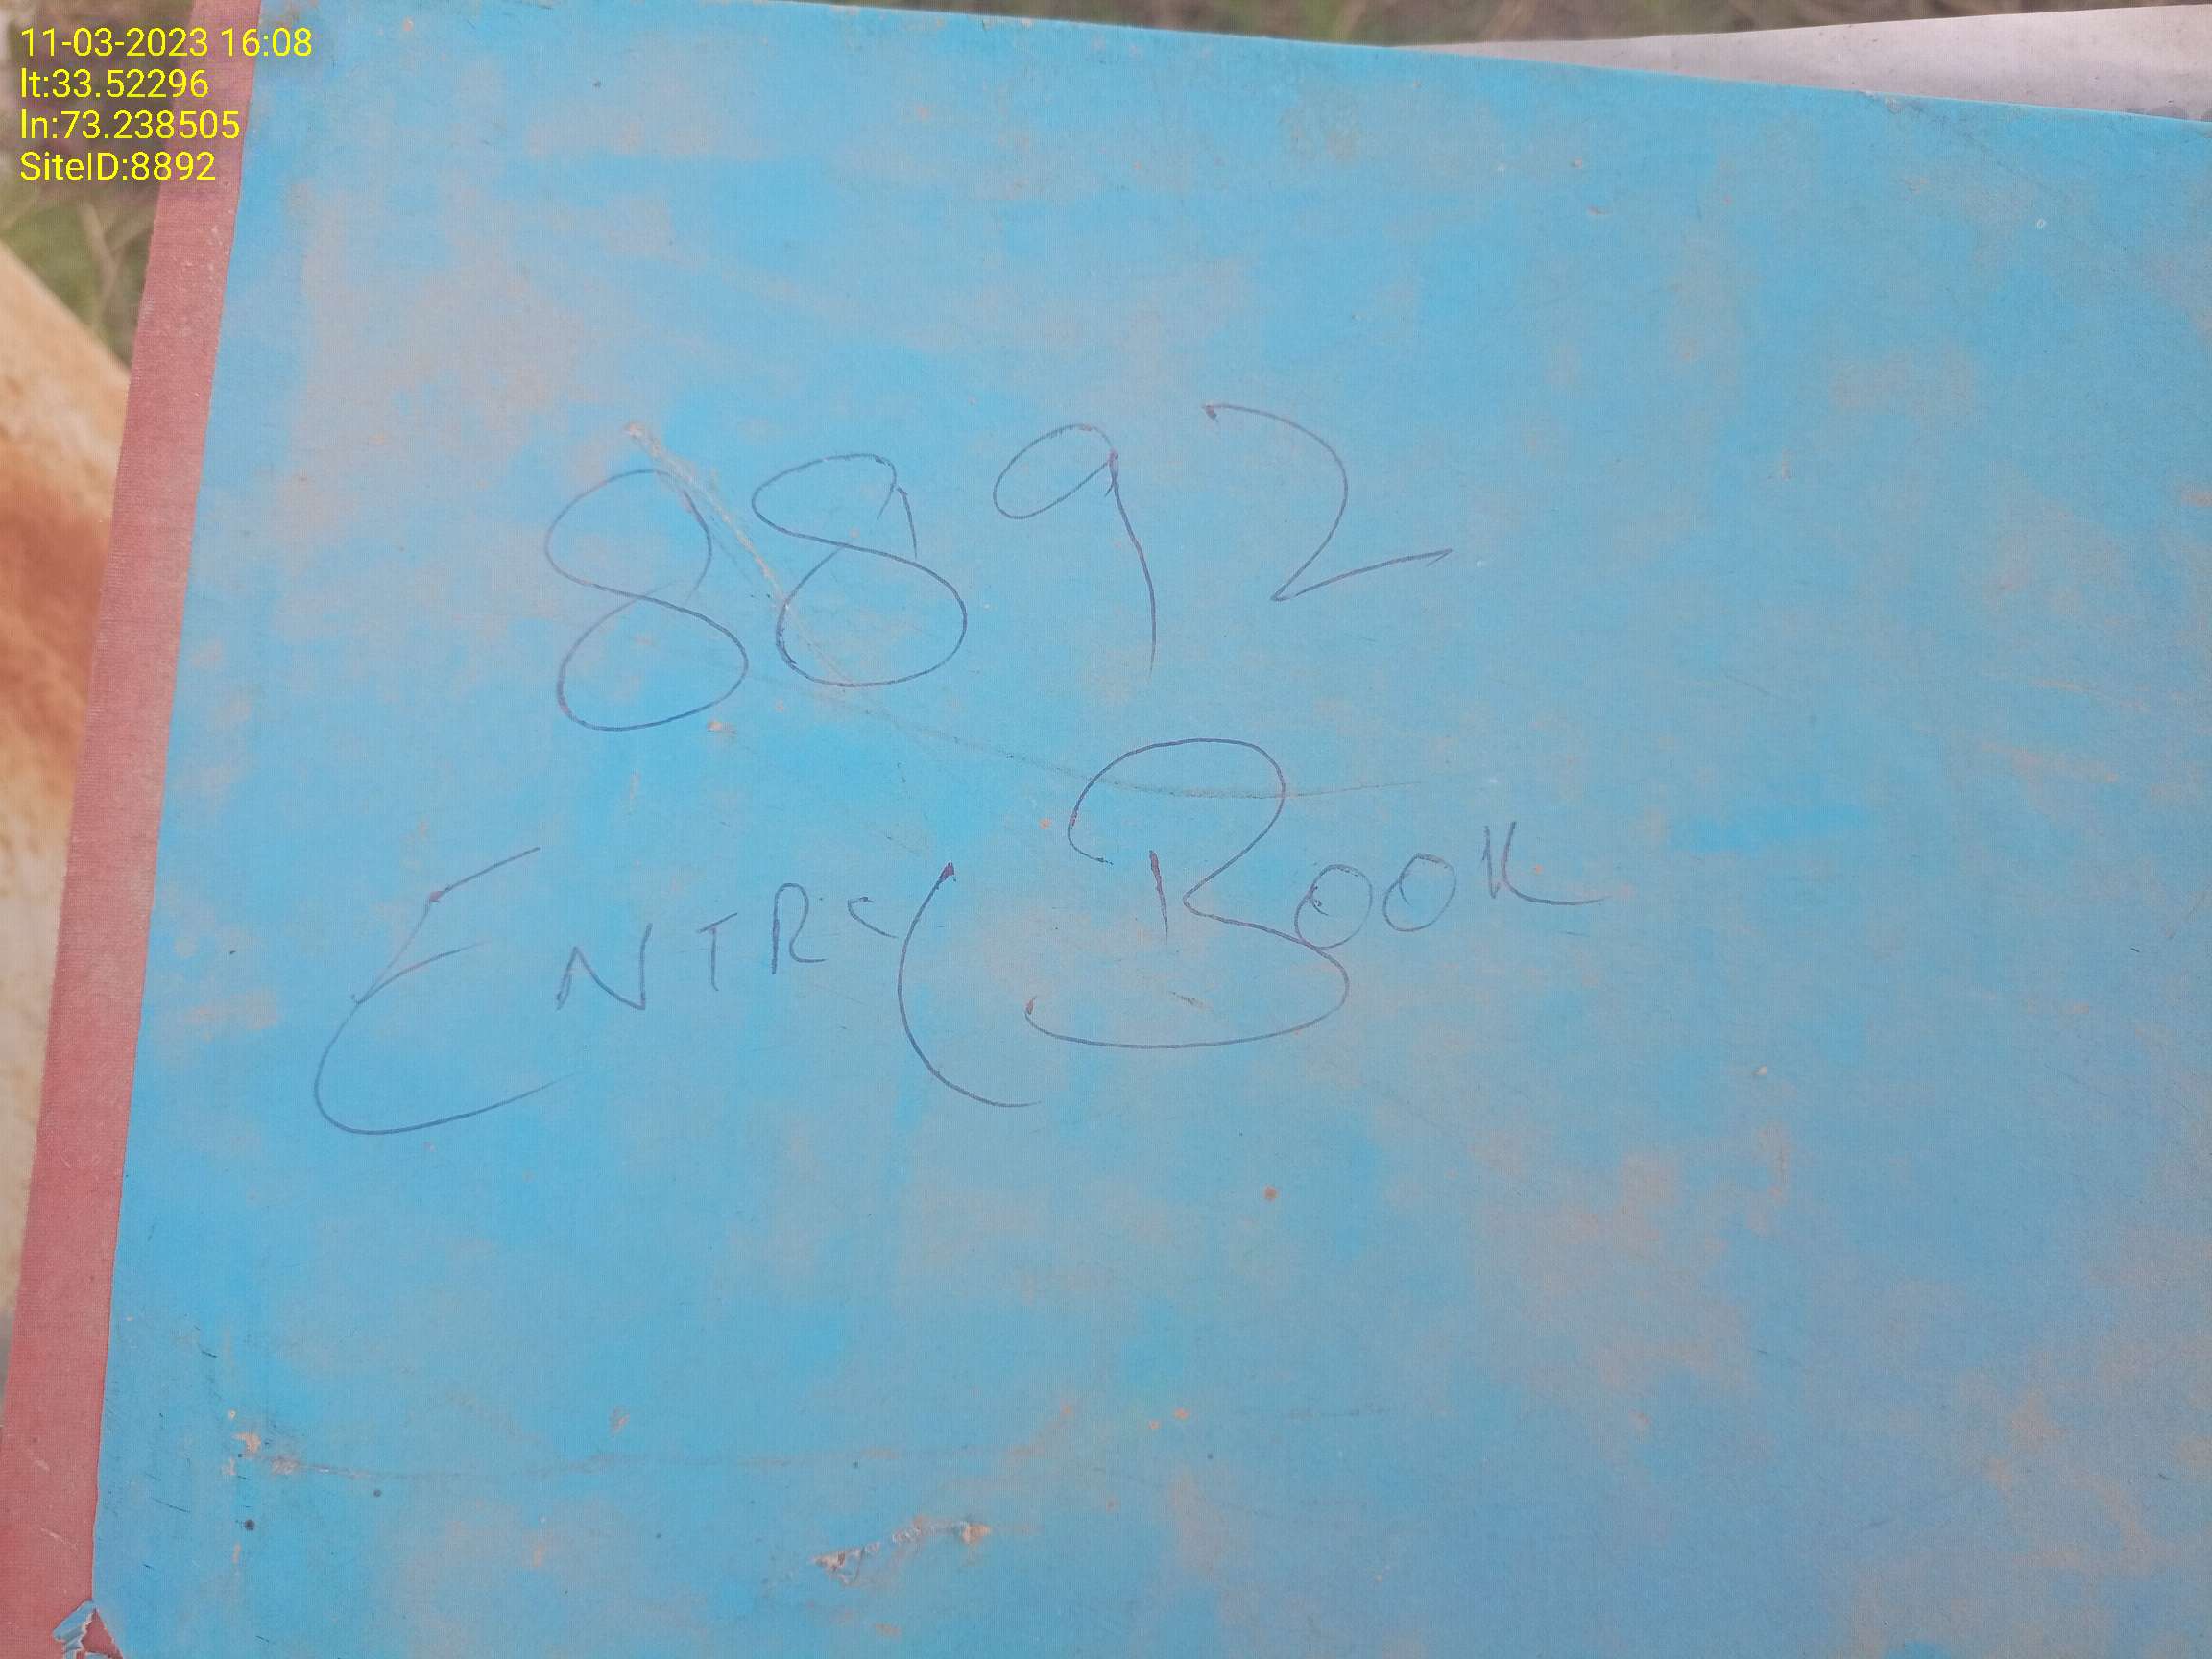 11-03-2023 16:08
lt:33.52296
ln:73.238505
SiteID:8892
8892
ENTRY BOOK